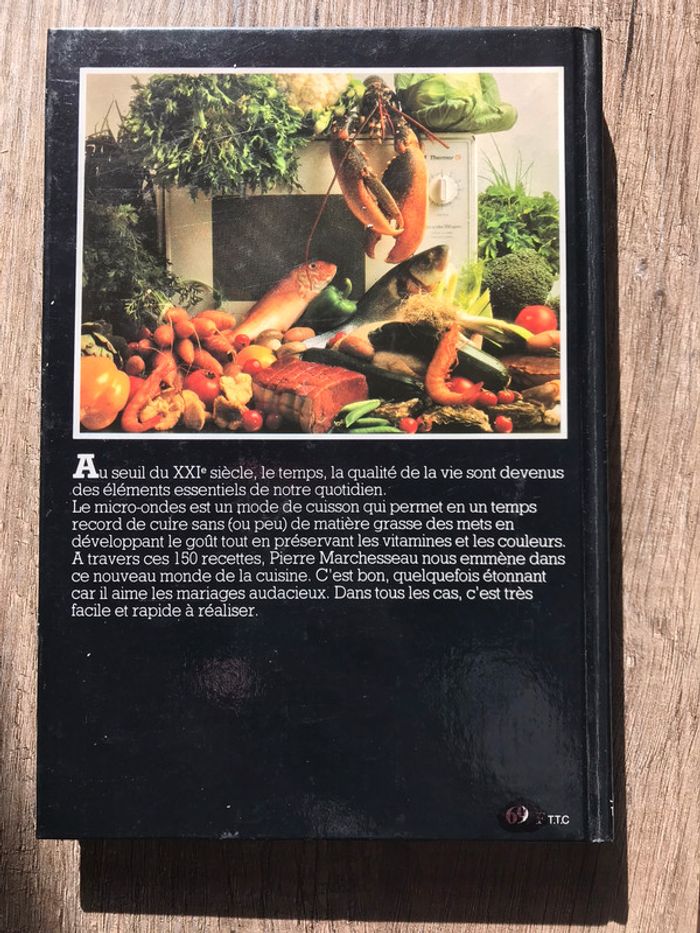 Thermor
Au seuil du XXIe siècle, le temps, la qualité de la vie sont devenus
des éléments essentiels de notre quotidien.
Le micro-ondes est un mode de cuisson qui permet en un temps
record de cuire sans (ou peu) de matière grasse des mets en
développant le goût tout en préservant les vitamines et les couleurs.
A travers ces 150 recettes, Pierre Marchesseau nous emmène dans
ce nouveau monde de la cuisine. C'est bon, quelquefois étonnant
car il aime les mariages audacieux. Dans tous les cas, c'est très
facile et rapide à réaliser.
69 F T.T.C